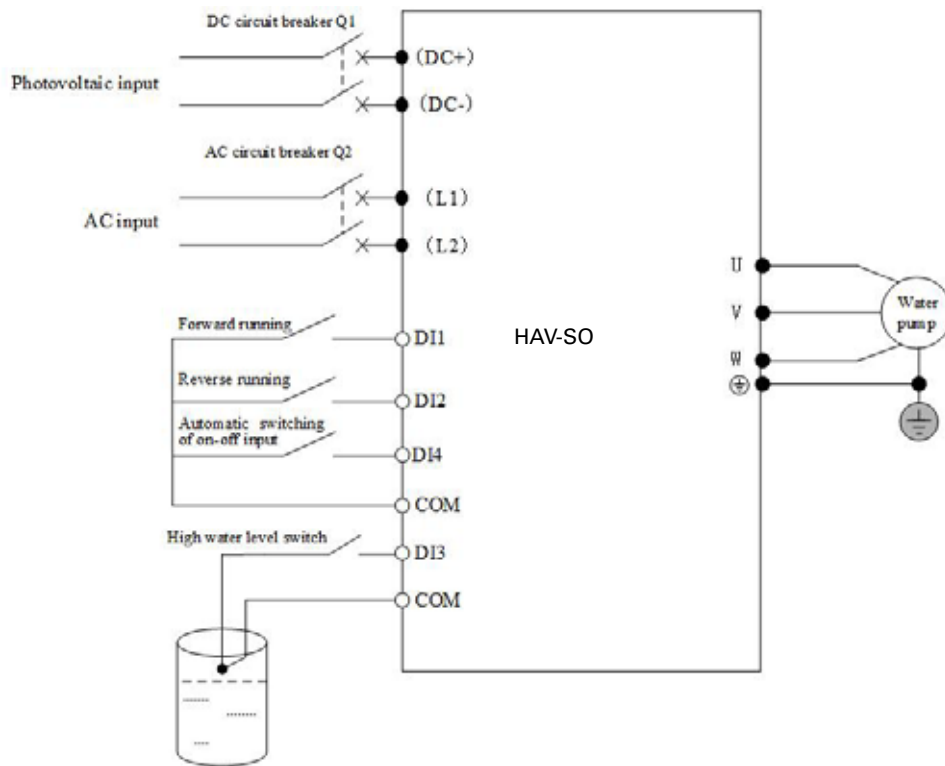 DC circuit breaker Q1
(DC+)
Photovoltaic input
(DC-)
AC circuit breaker Q2
(L1)
AC input
(L2)
U
Water
pump
V
Forward running
DI1
HAV-SO
W
Reverse running
DI2
Automatic switching
of on-off input
DI4
COM
High water level switch
DI3
COM